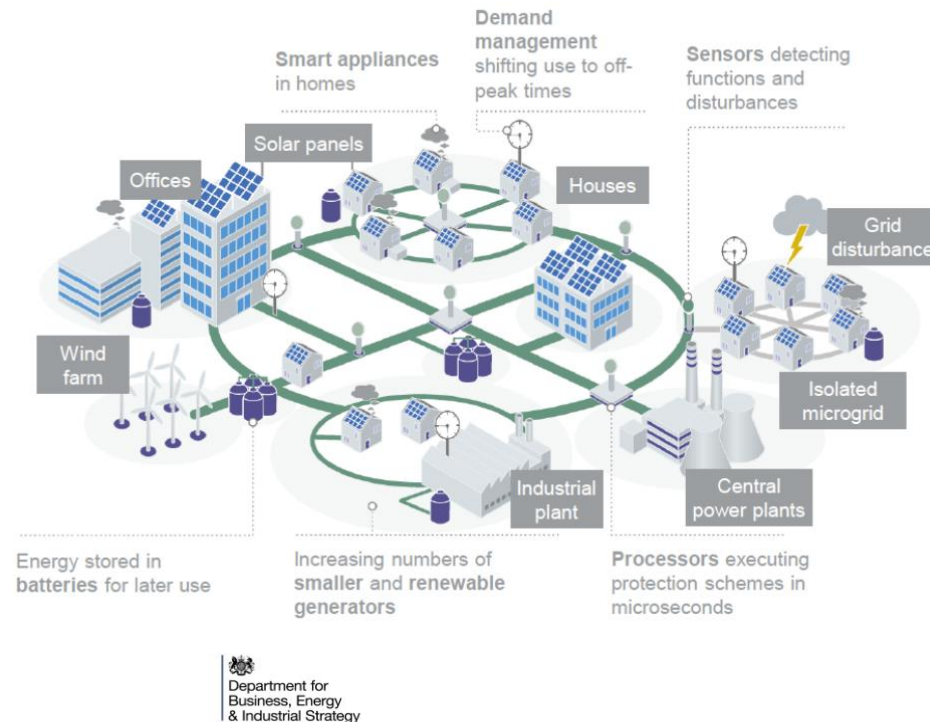 Demand
management
shifting use to off-
peak times
Smart appliances
in homes
Sensors detecting
functions and
disturbances
Solar panels
Offices
Houses
Grid
disturbance
Wind
farm
Isolated
microgrid
Industrial
plant
Central
power plants
Energy stored in
batteries for later use
Increasing numbers of
smaller and renewable
generators
Processors executing
protection schemes in
microseconds
Department for
Business, Energy
& Industrial Strategy